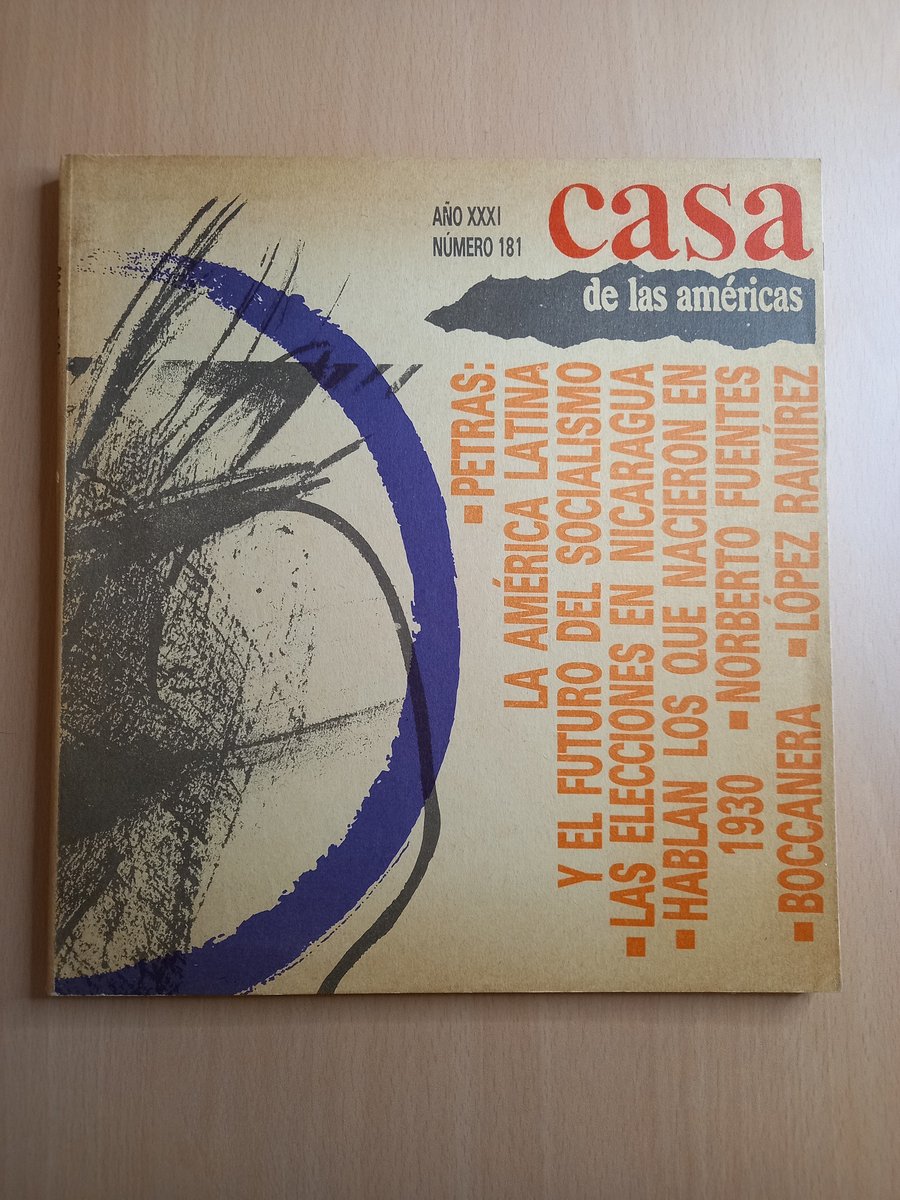 AÑO XXXI
NÚMERO 181
casa
de las américas
▪ PETRAS:
LA AMÉRICA LATINA
Y EL FUTURO DEL SOCIALISMO
▪ LAS ELECCIONES EN NICARAGUA
▪ HABLAN LOS QUE NACIERON EN
1930 ▪ NORBERTO FUENTES
▪ BOCCANERA ▪ LÓPEZ RAMÍREZ